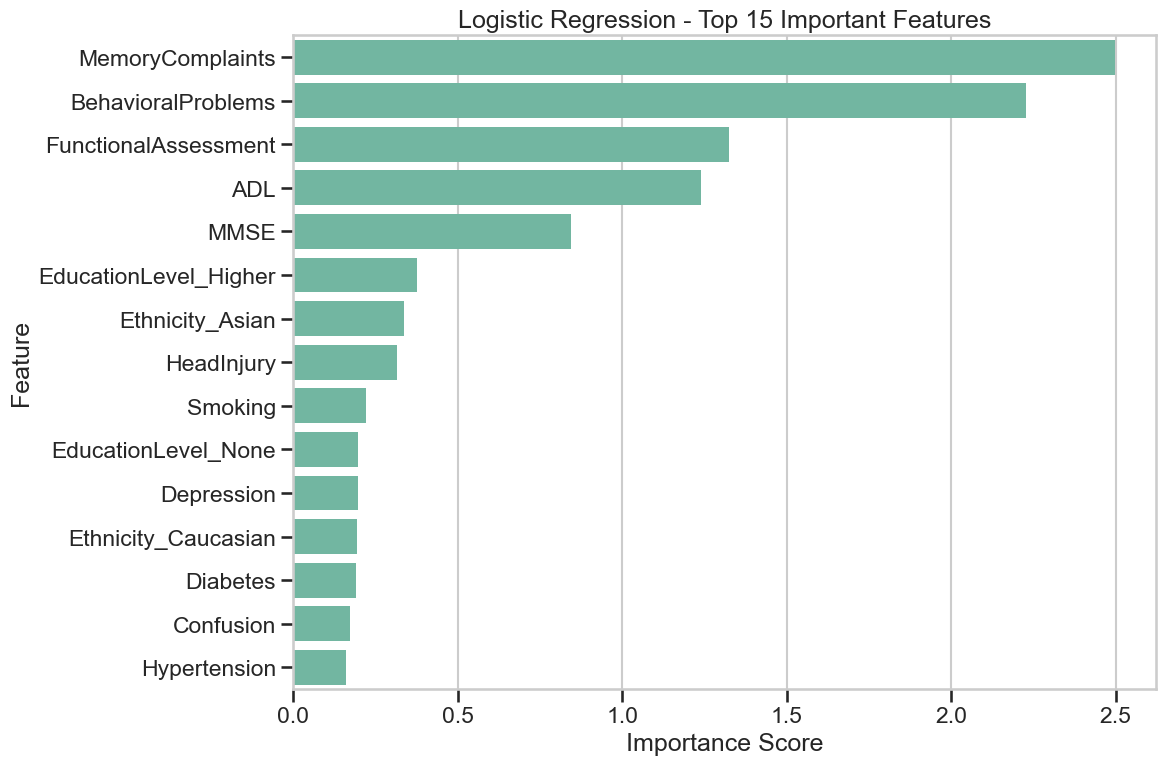 Logistic Regression - Top 15 Important Features
MemoryComplaints
BehavioralProblems
FunctionalAssessment
ADL
MMSE
EducationLevel_Higher
Ethnicity_Asian
HeadInjury
Smoking
EducationLevel_None
Depression
Ethnicity_Caucasian
Diabetes
Confusion
Hypertension
Feature
0.0 0.5 1.0 1.5 2.0 2.5
Importance Score